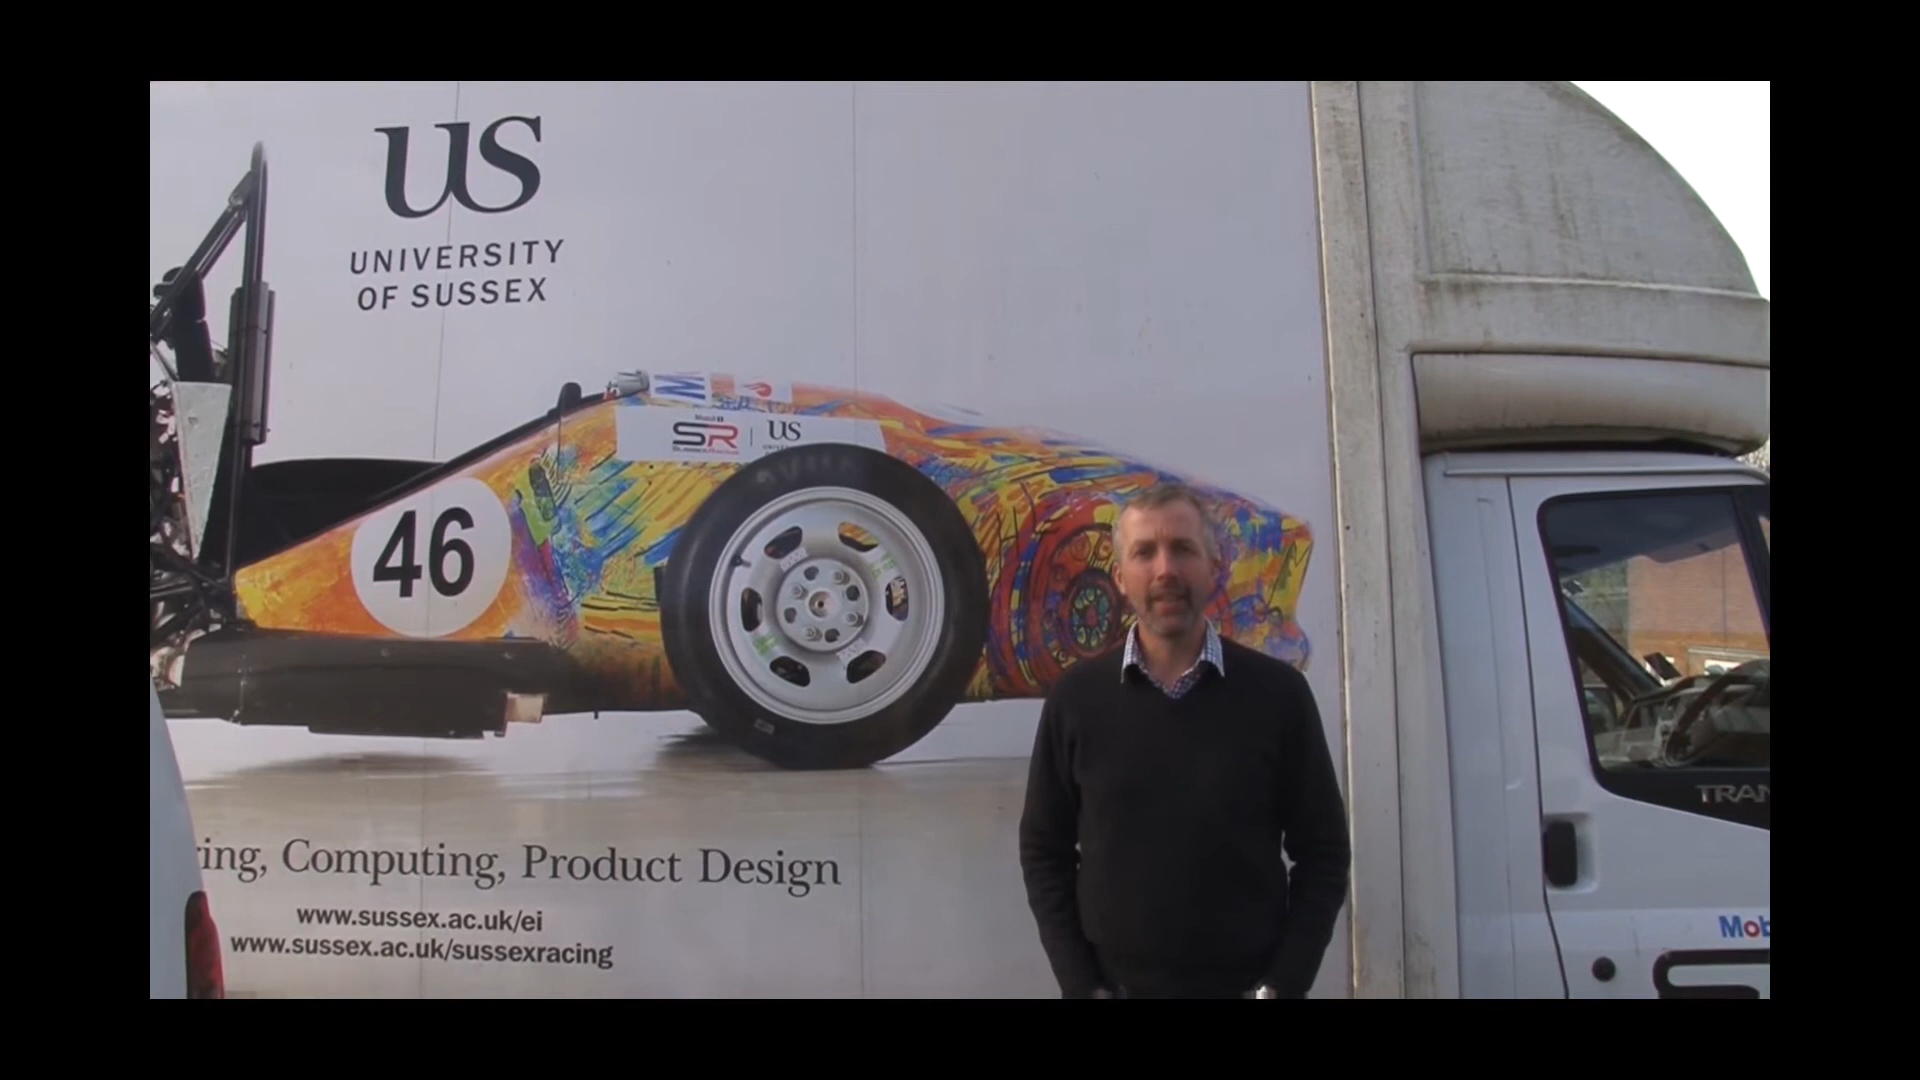 US
UNIVERSITY
OF SUSSEX
SR | US
46
ing, Computing, Product Design
www.sussex.ac.uk/ei
www.sussex.ac.uk/sussexracing
TRAN
Mob